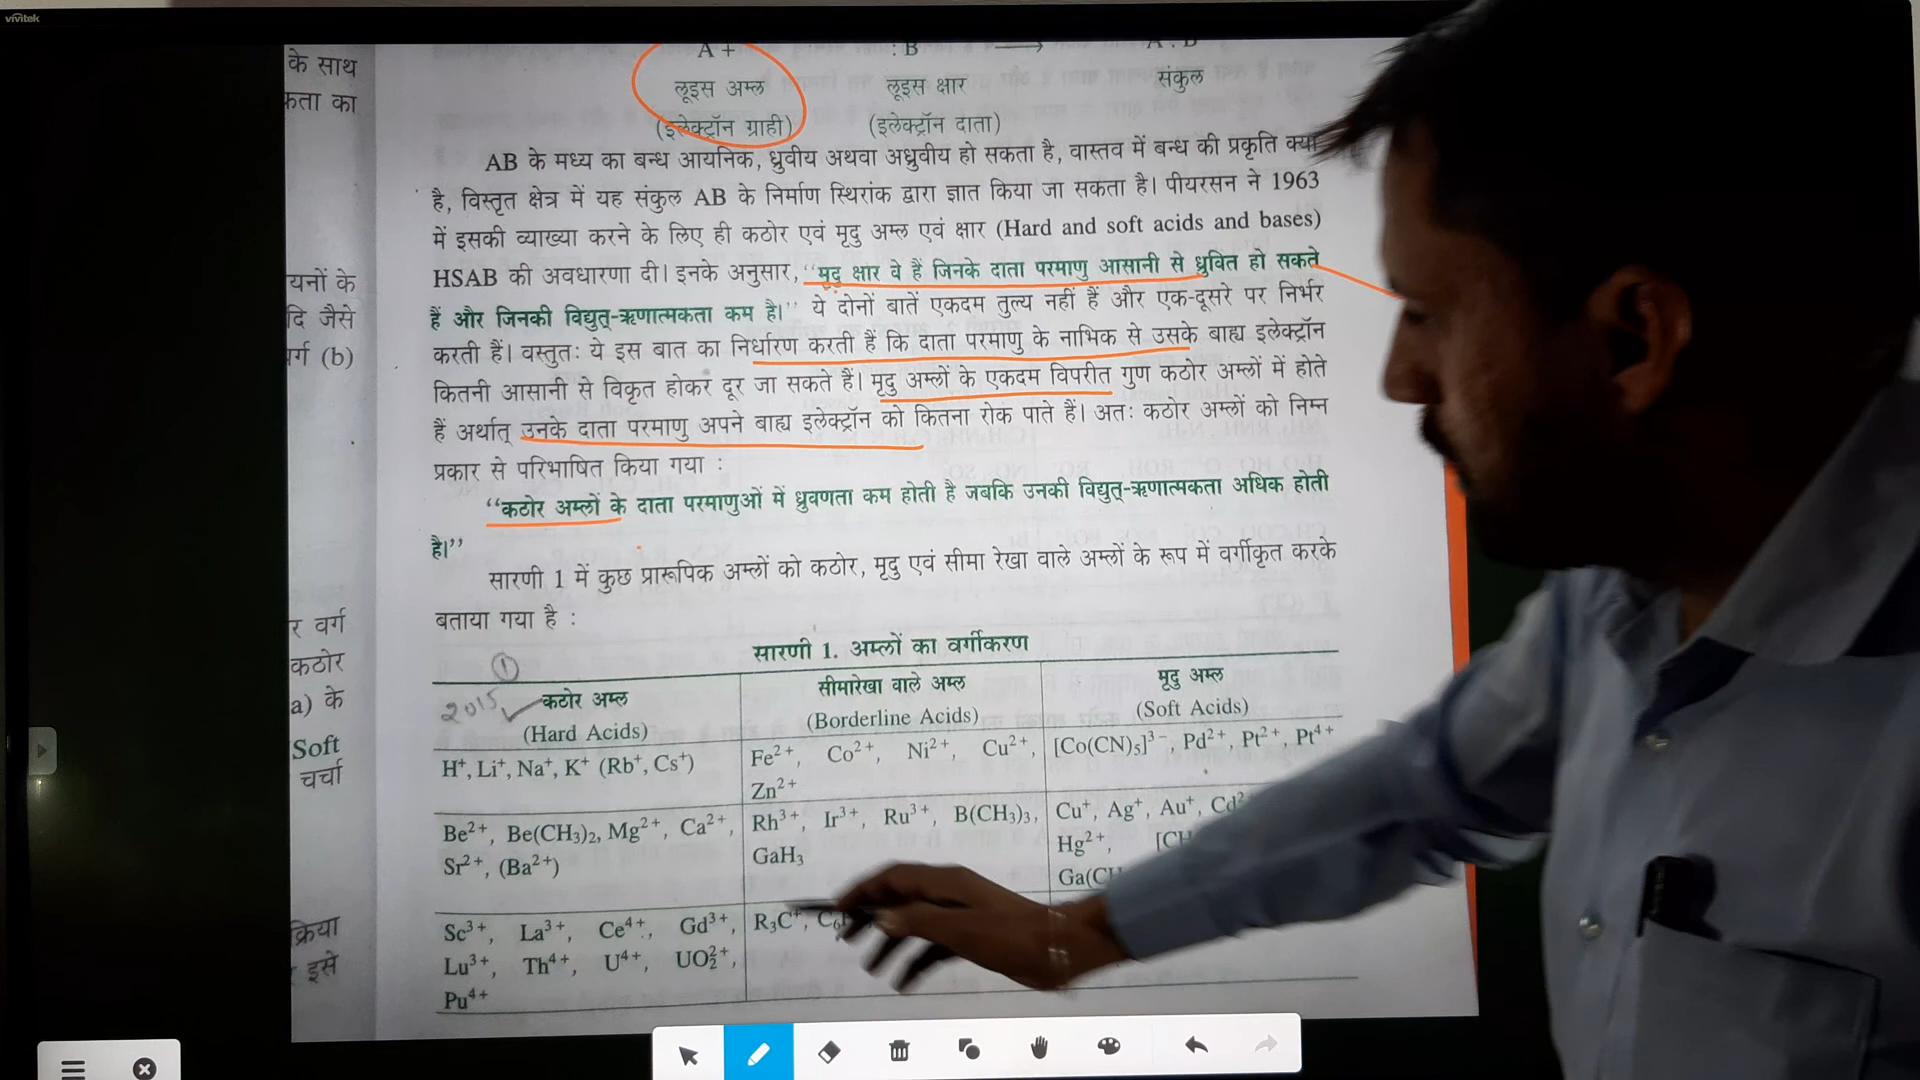 vivitek
के साथ
कता का
यनों के
दि जैसे
वर्ग (b)
र वर्ग
कठोर
a) के
Soft
चर्चा
क्रिया
इसे
A + : B ⟶ A : B
लूइस अम्ल लूइस क्षार संकुल
(इलेक्ट्रॉन ग्राही) (इलेक्ट्रॉन दाता)
AB के मध्य का बन्ध आयनिक, ध्रुवीय अथवा अध्रुवीय हो सकता है, वास्तव में बन्ध की प्रकृति क्या
है, विस्तृत क्षेत्र में यह संकुल AB के निर्माण स्थिरांक द्वारा ज्ञात किया जा सकता है। पीयरसन ने 1963
में इसकी व्याख्या करने के लिए ही कठोर एवं मृदु अम्ल एवं क्षार (Hard and soft acids and bases)
HSAB की अवधारणा दी। इनके अनुसार, “मृदु क्षार वे हैं जिनके दाता परमाणु आसानी से ध्रुवित हो सकते
हैं और जिनकी विद्युत्-ऋणात्मकता कम है।” ये दोनों बातें एकदम तुल्य नहीं हैं और एक-दूसरे पर निर्भर
करती हैं। वस्तुतः ये इस बात का निर्धारण करती हैं कि दाता परमाणु के नाभिक से उसके बाह्य इलेक्ट्रॉन
कितनी आसानी से विकृत होकर दूर जा सकते हैं। मृदु अम्लों के एकदम विपरीत गुण कठोर अम्लों में होते
हैं अर्थात् उनके दाता परमाणु अपने बाह्य इलेक्ट्रॉन को कितना रोक पाते हैं। अतः कठोर अम्लों को निम्न
प्रकार से परिभाषित किया गया :
“कठोर अम्लों के दाता परमाणुओं में ध्रुवणता कम होती है जबकि उनकी विद्युत्-ऋणात्मकता अधिक होती
है।”
सारणी 1 में कुछ प्रारूपिक अम्लों को कठोर, मृदु एवं सीमा रेखा वाले अम्लों के रूप में वर्गीकृत करके
बताया गया है :
सारणी 1. अम्लों का वर्गीकरण
①
2015 ✓ कठोर अम्ल सीमारेखा वाले अम्ल मृदु अम्ल
(Hard Acids) (Borderline Acids) (Soft Acids)
H⁺, Li⁺, Na⁺, K⁺ (Rb⁺, Cs⁺) Fe²⁺, Co²⁺, Ni²⁺, Cu²⁺, [Co(CN)₅]³⁻, Pd²⁺, Pt²⁺, Pt⁴⁺
Zn²⁺
Be²⁺, Be(CH₃)₂, Mg²⁺, Ca²⁺, Rh³⁺, Ir³⁺, Ru³⁺, B(CH₃)₃, Cu⁺, Ag⁺, Au⁺,
Sr²⁺, (Ba²⁺) GaH₃ Hg²⁺,
Sc³⁺, La³⁺, Ce⁴⁺, Gd³⁺, R₃C⁺,
Lu³⁺, Th⁴⁺, U⁴⁺, UO₂²⁺,
Pu⁴⁺